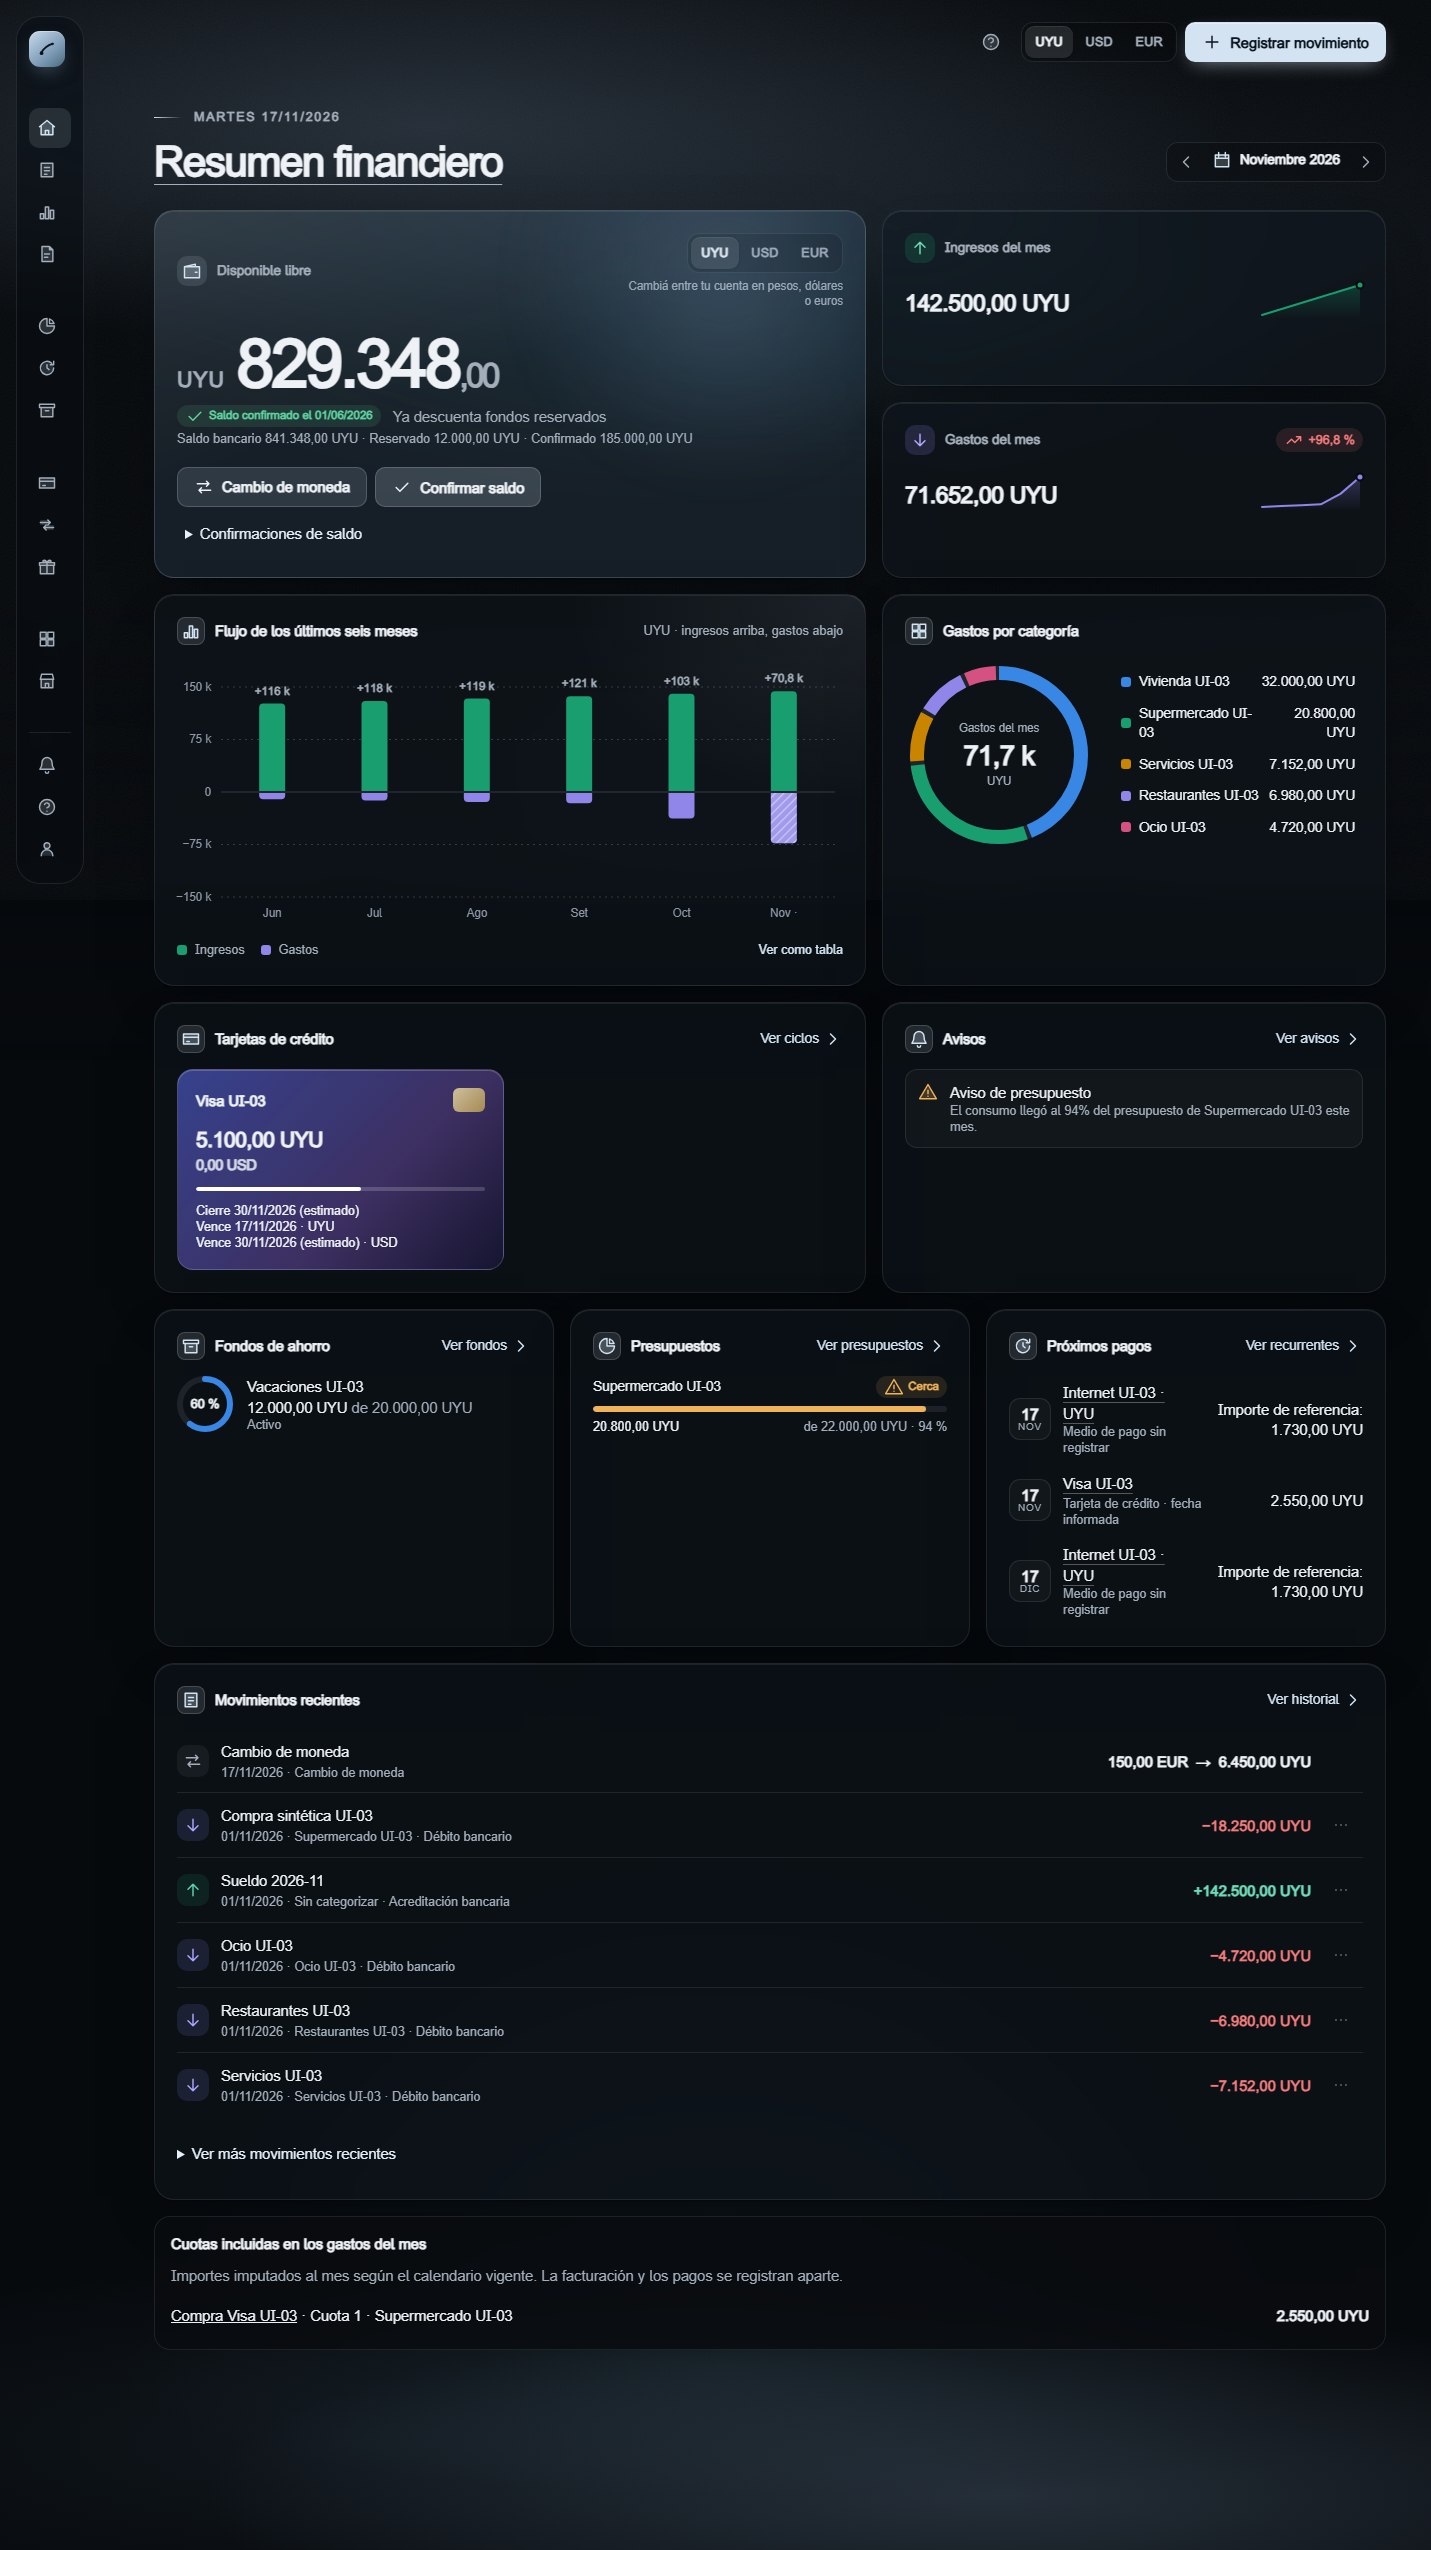 UYU USD EUR
+ Registrar movimiento
MARTES 17/11/2026
Resumen financiero
Noviembre 2026
Disponible libre
UYU USD EUR
Cambiá entre tu cuenta en pesos, dólares
o euros
UYU 829.348,00
Saldo confirmado el 01/06/2026
Ya descuenta fondos reservados
Saldo bancario 841.348,00 UYU · Reservado 12.000,00 UYU · Confirmado 185.000,00 UYU
Cambio de moneda
Confirmar saldo
Confirmaciones de saldo
Ingresos del mes
142.500,00 UYU
Gastos del mes
+96,8 %
71.652,00 UYU
Flujo de los últimos seis meses
UYU · ingresos arriba, gastos abajo
150 k
75 k
0
−75 k
−150 k
+116 k
+118 k
+119 k
+121 k
+103 k
+70,8 k
Jun
Jul
Ago
Set
Oct
Nov ·
Ingresos
Gastos
Ver como tabla
Gastos por categoría
Gastos del mes
71,7 k
UYU
Vivienda UI-03 32.000,00 UYU
Supermercado UI- 20.800,00
03 UYU
Servicios UI-03 7.152,00 UYU
Restaurantes UI-03 6.980,00 UYU
Ocio UI-03 4.720,00 UYU
Tarjetas de crédito
Ver ciclos
Visa UI-03
5.100,00 UYU
0,00 USD
Cierre 30/11/2026 (estimado)
Vence 17/11/2026 · UYU
Vence 30/11/2026 (estimado) · USD
Avisos
Ver avisos
Aviso de presupuesto
El consumo llegó al 94% del presupuesto de Supermercado UI-03 este
mes.
Fondos de ahorro
Ver fondos
60 %
Vacaciones UI-03
12.000,00 UYU de 20.000,00 UYU
Activo
Presupuestos
Ver presupuestos
Supermercado UI-03
Cerca
20.800,00 UYU
de 22.000,00 UYU · 94 %
Próximos pagos
Ver recurrentes
17
NOV
Internet UI-03 ·
UYU
Medio de pago sin
registrar
Importe de referencia:
1.730,00 UYU
17
NOV
Visa UI-03
Tarjeta de crédito · fecha
informada
2.550,00 UYU
17
DIC
Internet UI-03 ·
UYU
Medio de pago sin
registrar
Importe de referencia:
1.730,00 UYU
Movimientos recientes
Ver historial
Cambio de moneda
17/11/2026 · Cambio de moneda
150,00 EUR → 6.450,00 UYU
Compra sintética UI-03
01/11/2026 · Supermercado UI-03 · Débito bancario
−18.250,00 UYU
Sueldo 2026-11
01/11/2026 · Sin categorizar · Acreditación bancaria
+142.500,00 UYU
Ocio UI-03
01/11/2026 · Ocio UI-03 · Débito bancario
−4.720,00 UYU
Restaurantes UI-03
01/11/2026 · Restaurantes UI-03 · Débito bancario
−6.980,00 UYU
Servicios UI-03
01/11/2026 · Servicios UI-03 · Débito bancario
−7.152,00 UYU
Ver más movimientos recientes
Cuotas incluidas en los gastos del mes
Importes imputados al mes según el calendario vigente. La facturación y los pagos se registran aparte.
Compra Visa UI-03 · Cuota 1 · Supermercado UI-03
2.550,00 UYU